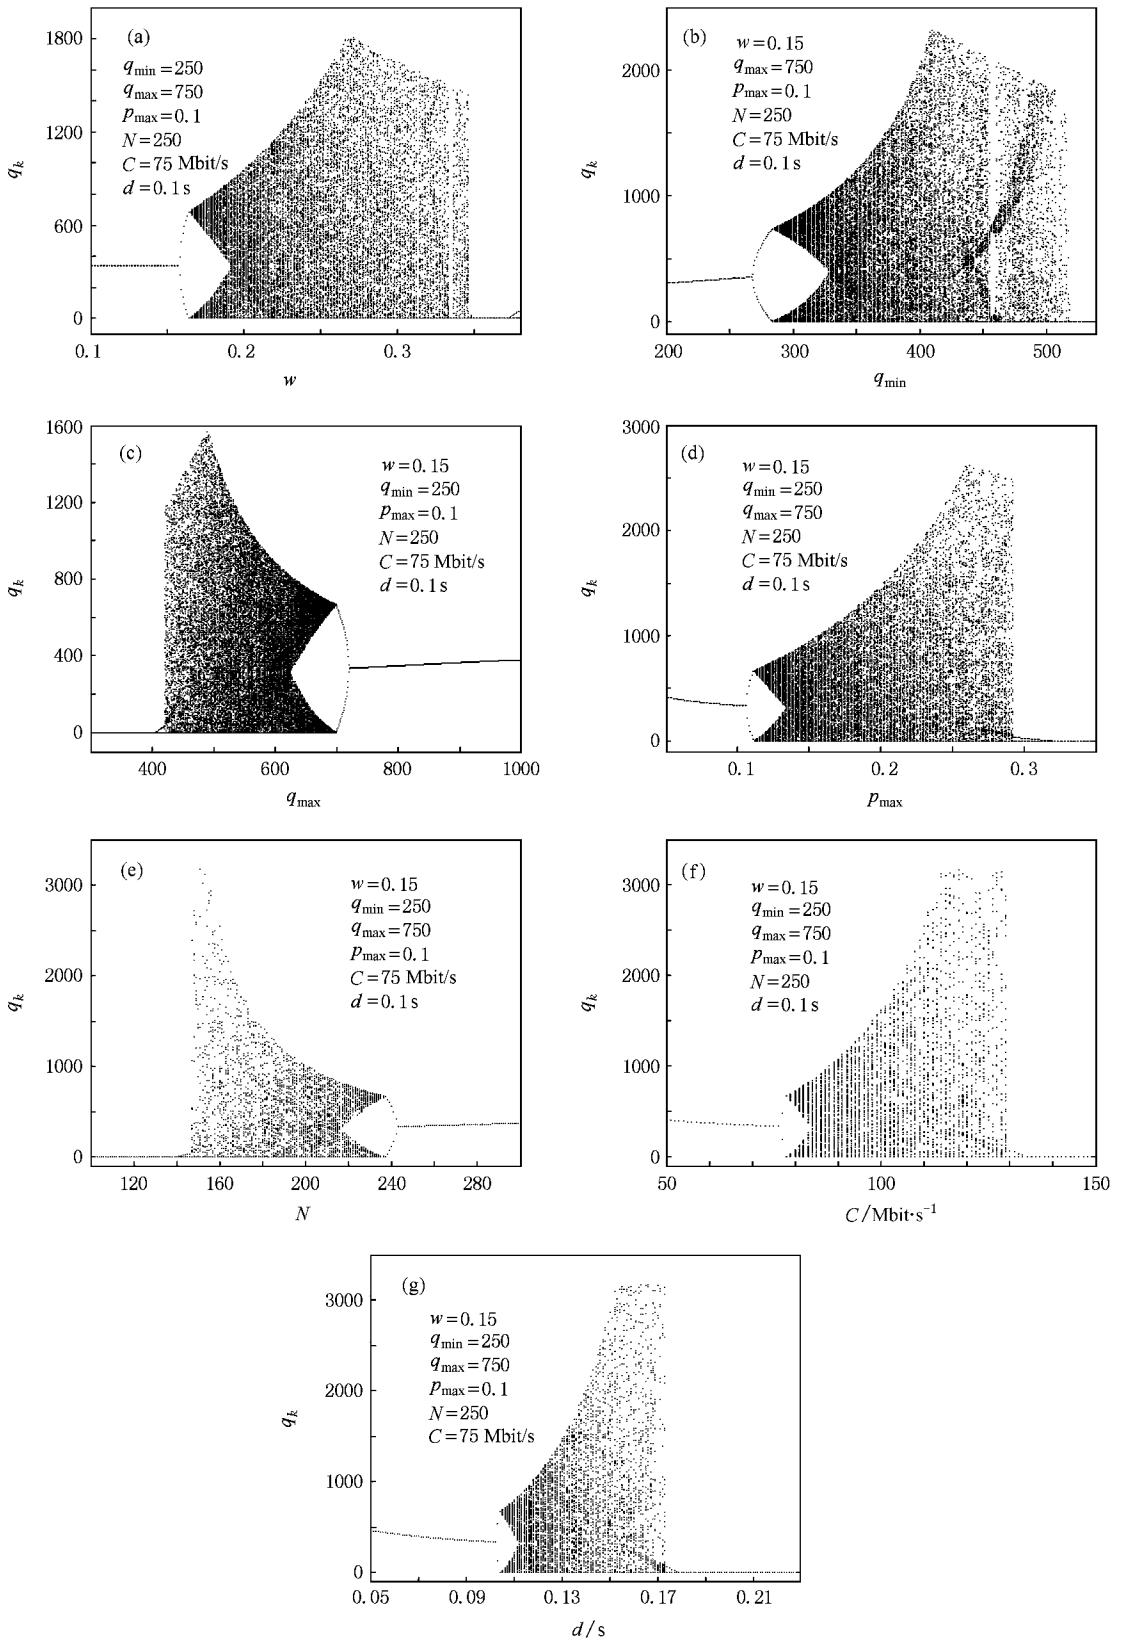 (a)
q_min = 250
q_max = 750
p_max = 0.1
N = 250
C = 75 Mbit/s
d = 0.1 s
1800
1200
600
0
q_k
0.1 0.2 0.3
w
(b)
w = 0.15
q_max = 750
p_max = 0.1
N = 250
C = 75 Mbit/s
d = 0.1 s
2000
1000
0
q_k
200 300 400 500
q_min
(c)
w = 0.15
q_min = 250
p_max = 0.1
N = 250
C = 75 Mbit/s
d = 0.1 s
1600
1200
800
400
0
q_k
400 600 800 1000
q_max
(d)
w = 0.15
q_min = 250
q_max = 750
N = 250
C = 75 Mbit/s
d = 0.1 s
3000
2000
1000
0
q_k
0.1 0.2 0.3
p_max
(e)
w = 0.15
q_min = 250
q_max = 750
p_max = 0.1
C = 75 Mbit/s
d = 0.1 s
3000
2000
1000
0
q_k
120 160 200 240 280
N
(f)
w = 0.15
q_min = 250
q_max = 750
p_max = 0.1
N = 250
d = 0.1 s
3000
2000
1000
0
q_k
50 100 150
C/Mbit·s⁻¹
(g)
w = 0.15
q_min = 250
q_max = 750
p_max = 0.1
N = 250
C = 75 Mbit/s
3000
2000
1000
0
q_k
0.05 0.09 0.13 0.17 0.21
d/s